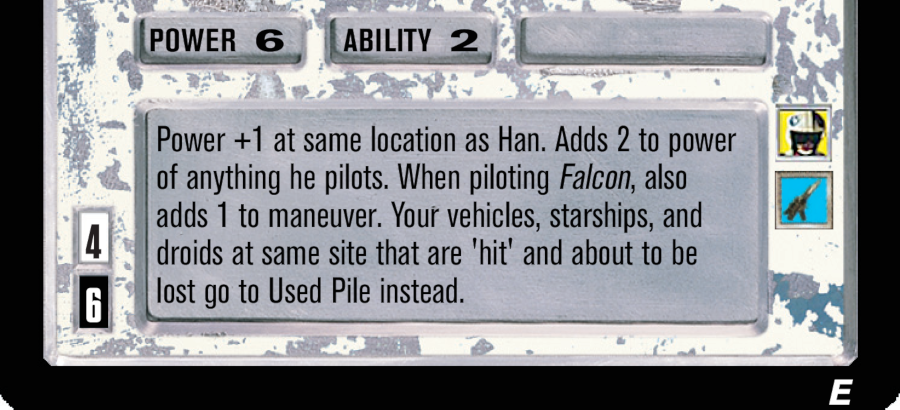 POWER 6 ABILITY 2
Power +1 at same location as Han. Adds 2 to power
of anything he pilots. When piloting Falcon, also
adds 1 to maneuver. Your vehicles, starships, and
droids at same site that are 'hit' and about to be
lost go to Used Pile instead.
4
6
E